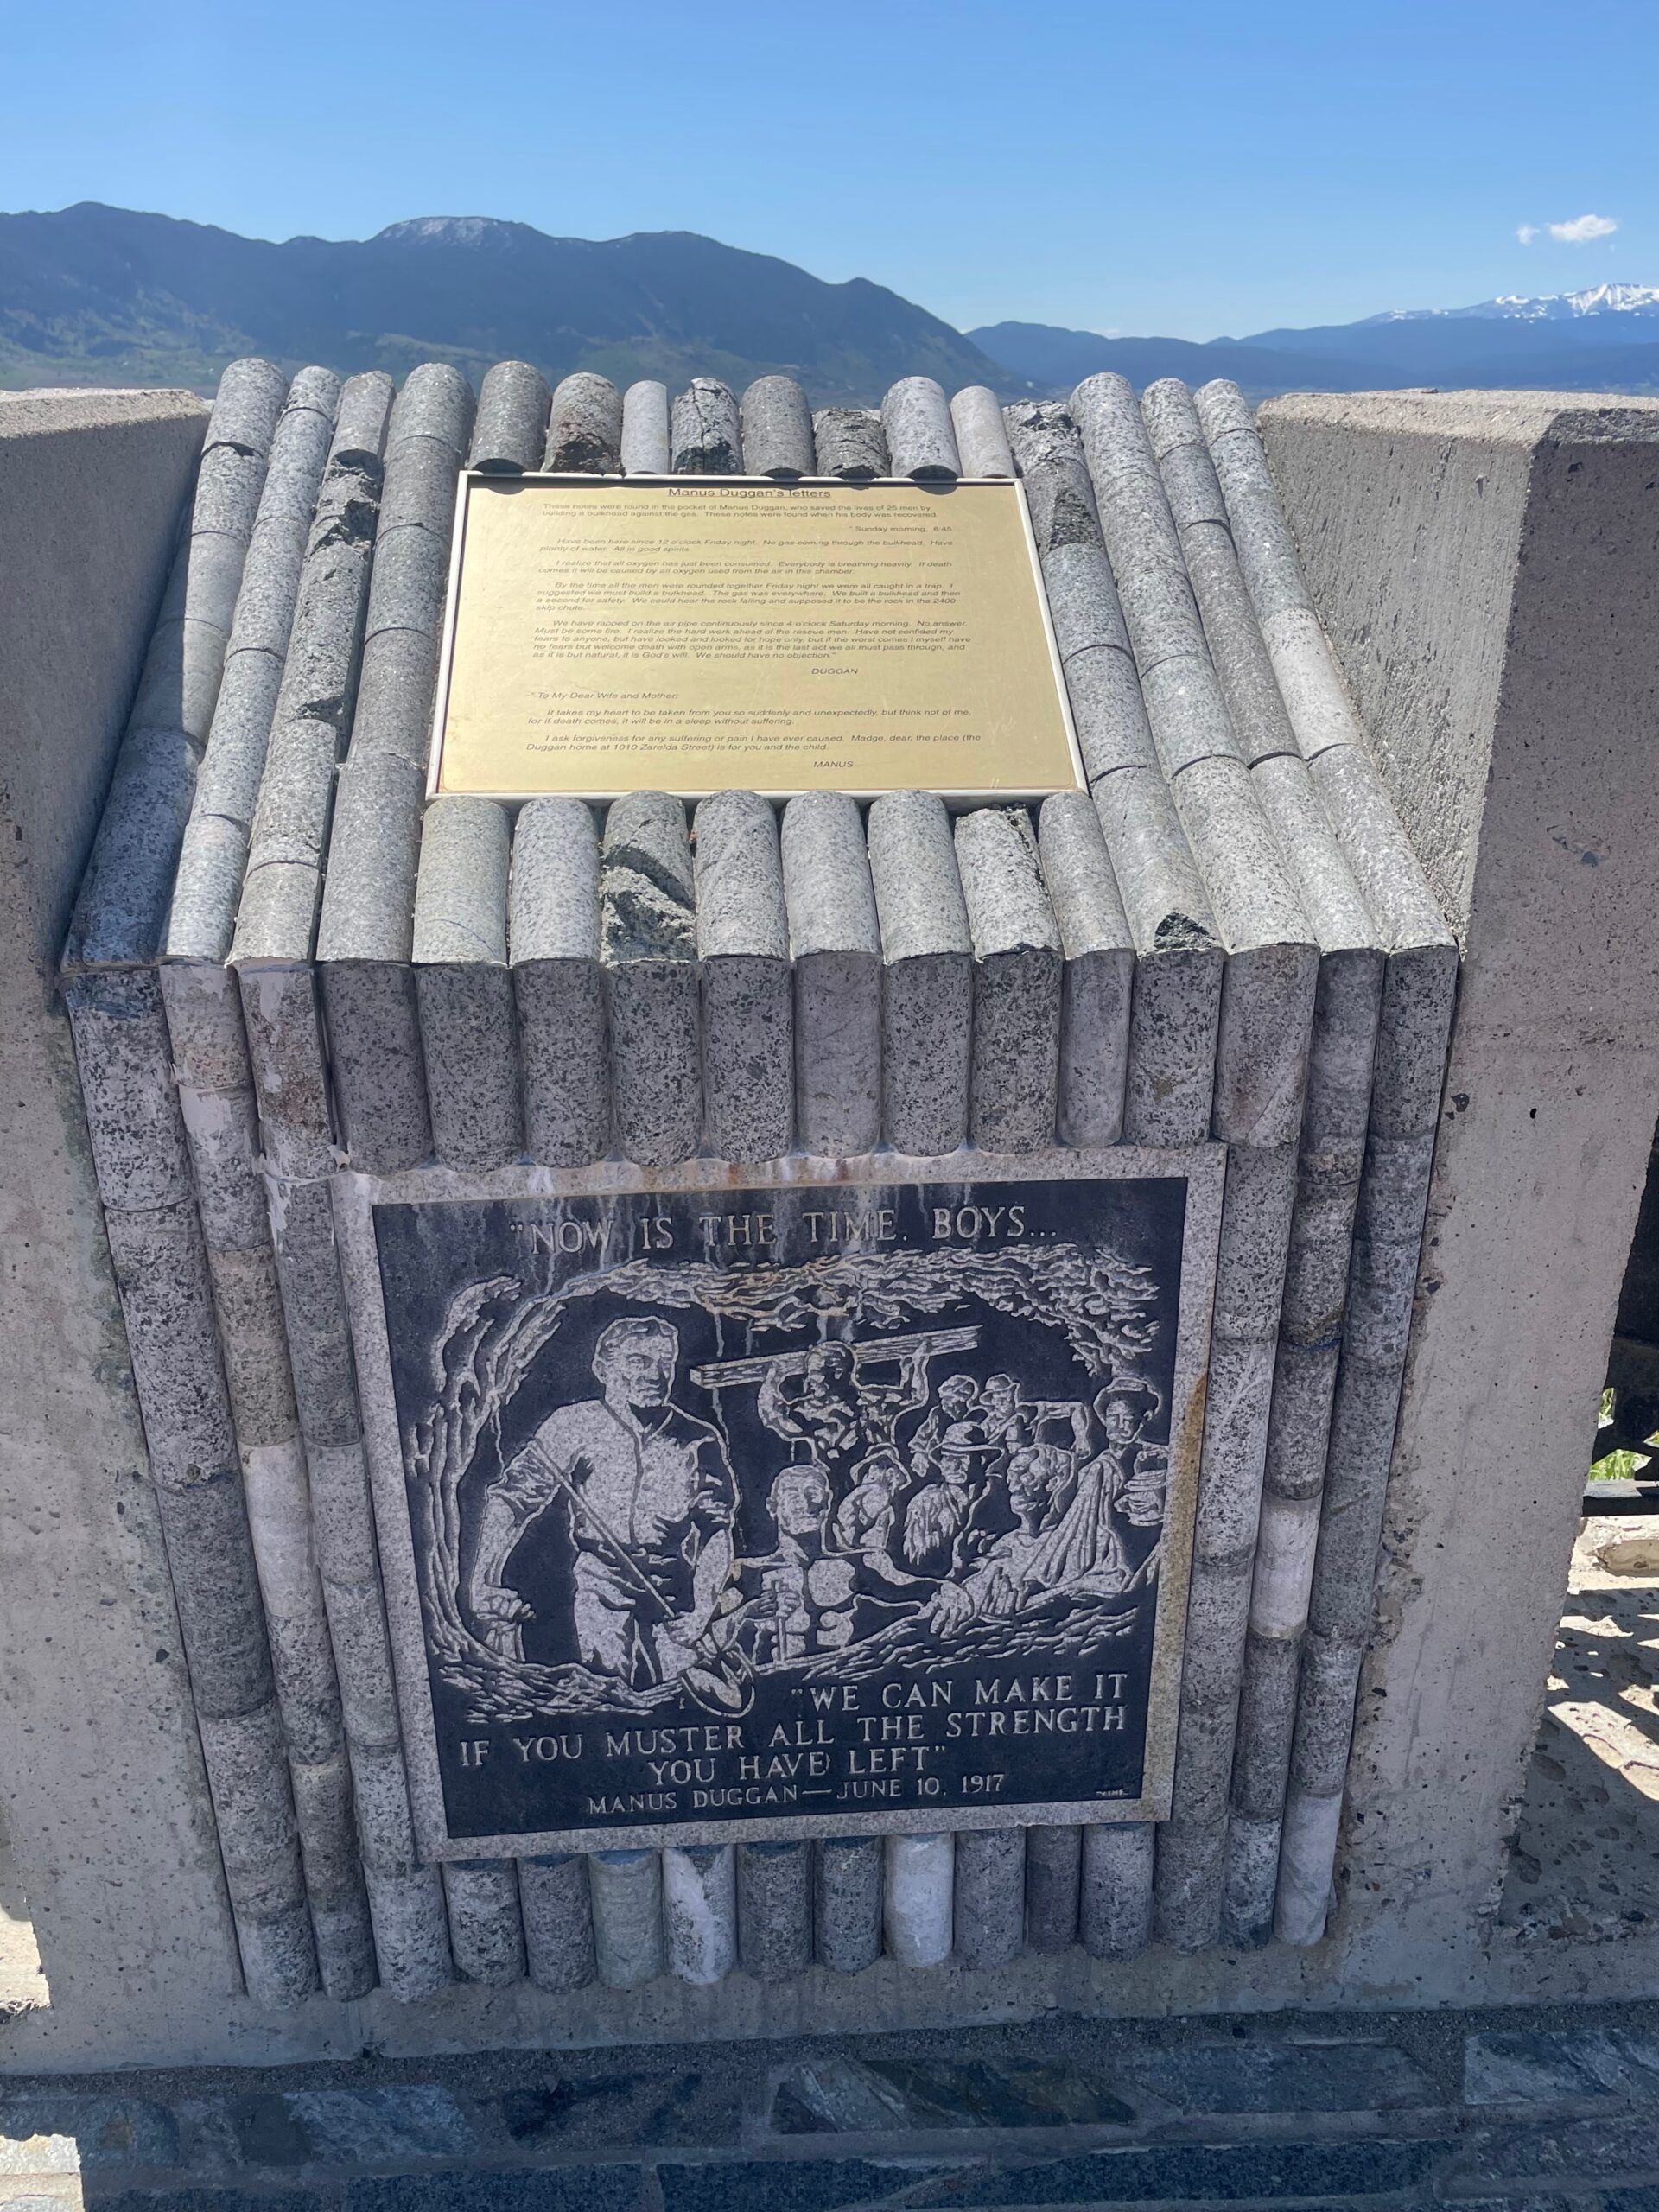 Manus Duggan's letters
These notes were found in the pocket of Manus Duggan, who saved the lives of 25 men by
building a bulkhead against the gas. These notes were found when his body was recovered.
"Sunday morning, 8:45.
Have been here since 12 o'clock Friday night. No gas coming through the bulkhead. Have
plenty of water. All in good spirits.
I realize that all oxygen has just been consumed. Everybody is breathing heavily. If death
comes it will be caused by all oxygen used from the air in this chamber.
By the time all the men were rounded together Friday night we were all caught in a trap. I
suggested we must build a bulkhead. The gas was everywhere. We built a bulkhead and then
a second for safety. We could hear the rock falling and supposed it to be the rock in the 2400
skip chute.
We have rapped on the air pipe continuously since 4 o'clock Saturday morning. No answer.
Must be some fire. I realize the hard work ahead of the rescue men. Have not confided my
fears to anyone, but have looked and looked for hope only, but if the worst comes I myself have
no fears but welcome death with open arms, as it is the last act we all must pass through, and
as it is but natural, it is God's will. We should have no objection."
DUGGAN
"To My Dear Wife and Mother:
It takes my heart to be taken from you so suddenly and unexpectedly, but think not of me,
for if death comes, it will be in a sleep without suffering.
I ask forgiveness for any suffering or pain I have ever caused. Madge, dear, the place (the
Duggan home at 1010 Zarelda Street) is for you and the child.
MANUS
"NOW IS THE TIME, BOYS...
"WE CAN MAKE IT
IF YOU MUSTER ALL THE STRENGTH
YOU HAVE LEFT"
MANUS DUGGAN — JUNE 10, 1917